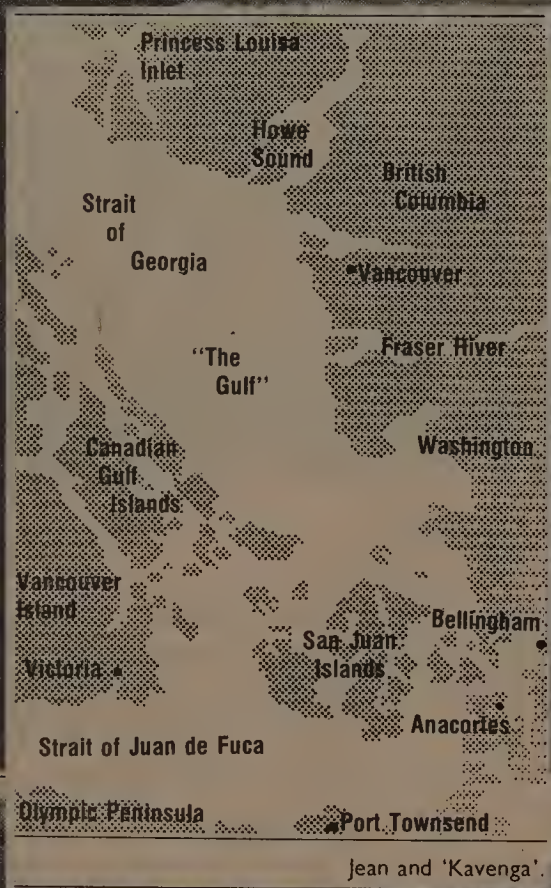 Princess Louisa
Inlet
Howe
Sound
British
Columbia
Strait
of
Georgia
Vancouver
"The
Gulf"
Fraser River
Canadian
Gulf
Islands
Washington
Vancouver
Island
Bellingham
San Juan
Islands
Victoria
Anacortes
Strait of Juan de Fuca
Olympic Peninsula
Port Townsend
Jean and 'Kavenga'.